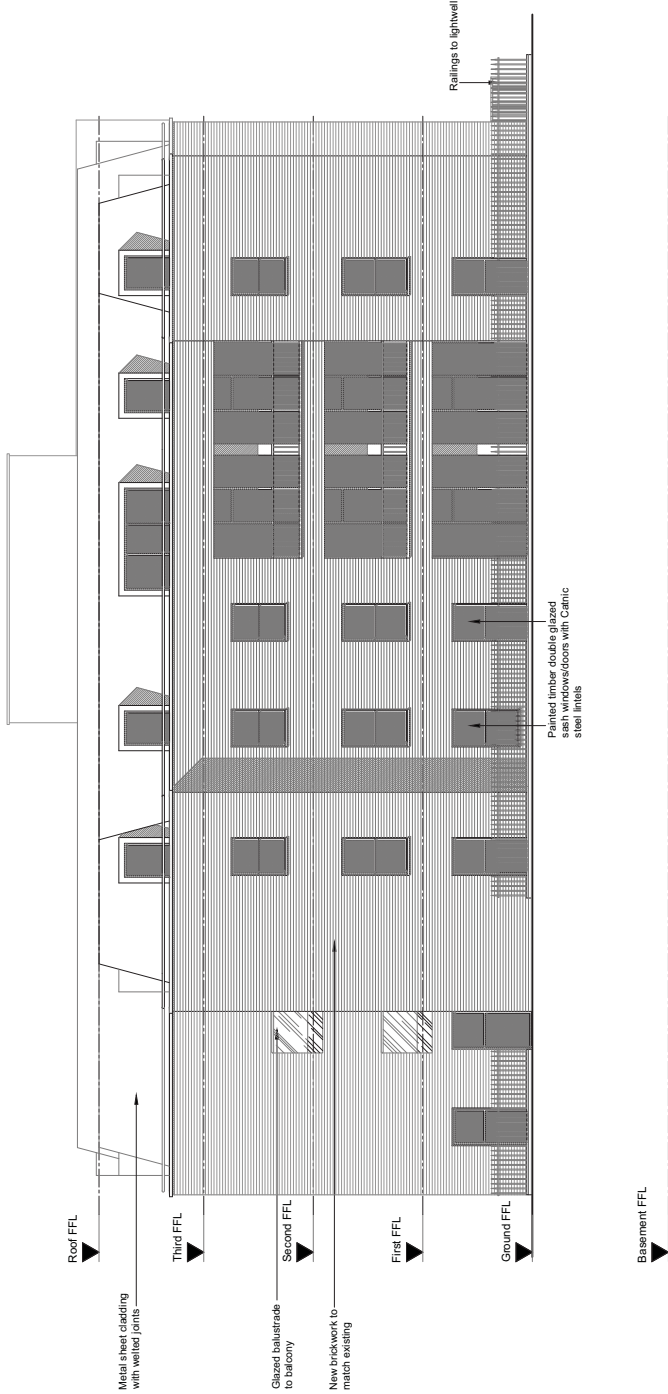 Roof FFL
Metal sheet cladding
with welted joints
Third FFL
Glazed balustrade
to balcony
Second FFL
New brickwork to
match existing
First FFL
Ground FFL
Basement FFL
Painted timber double glazed
sash windows/doors with Catnic
steel lintels
Railings to lightwell